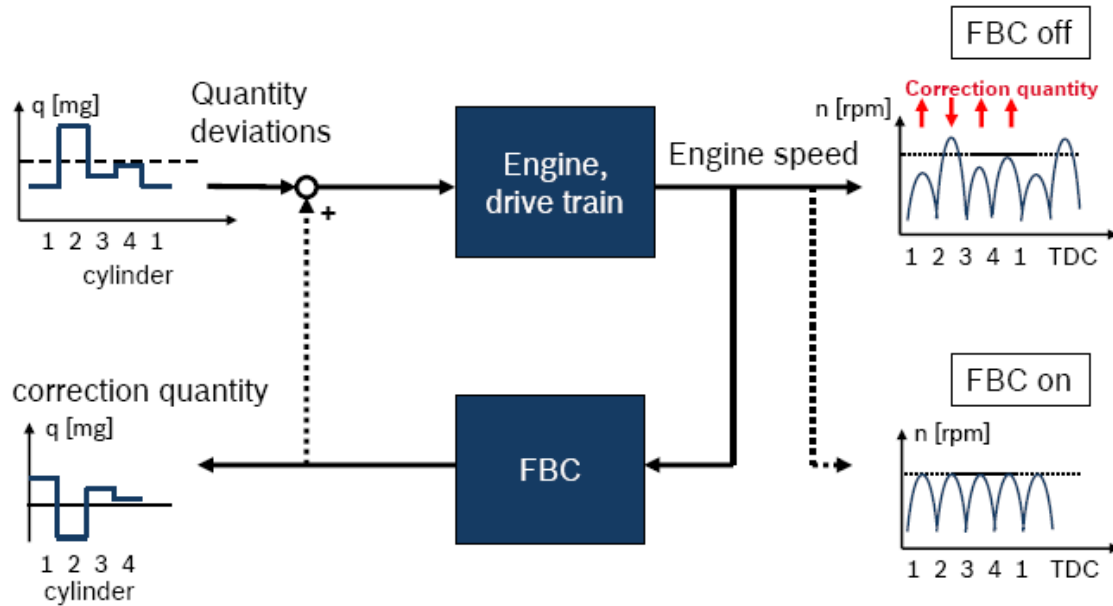 FBC off
q [mg]
Quantity
deviations
1 2 3 4 1
cylinder
+
Engine,
drive train
Engine speed
Correction quantity
n [rpm]
1 2 3 4 1 TDC
correction quantity
q [mg]
1 2 3 4
cylinder
FBC
FBC on
n [rpm]
1 2 3 4 1 TDC